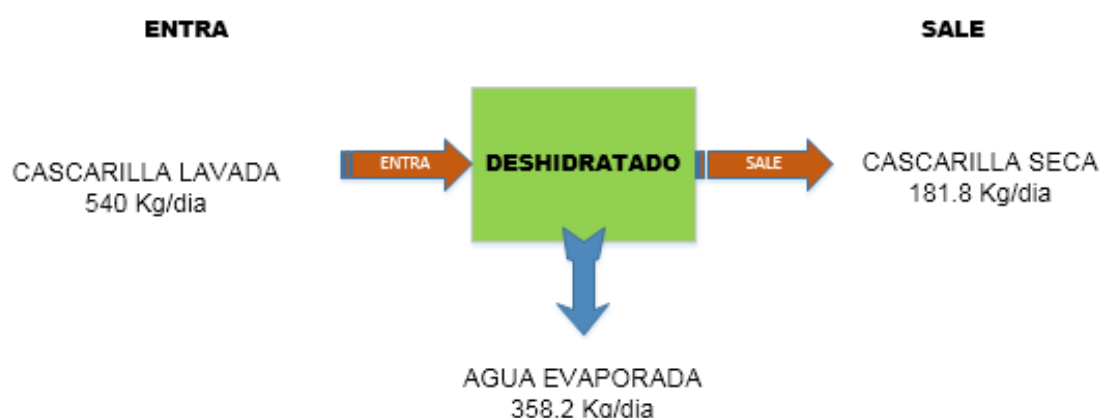 ENTRA
SALE
CASCARILLA LAVADA
540 Kg/dia
ENTRA
DESHIDRATADO
SALE
CASCARILLA SECA
181.8 Kg/dia
AGUA EVAPORADA
358.2 Kg/dia